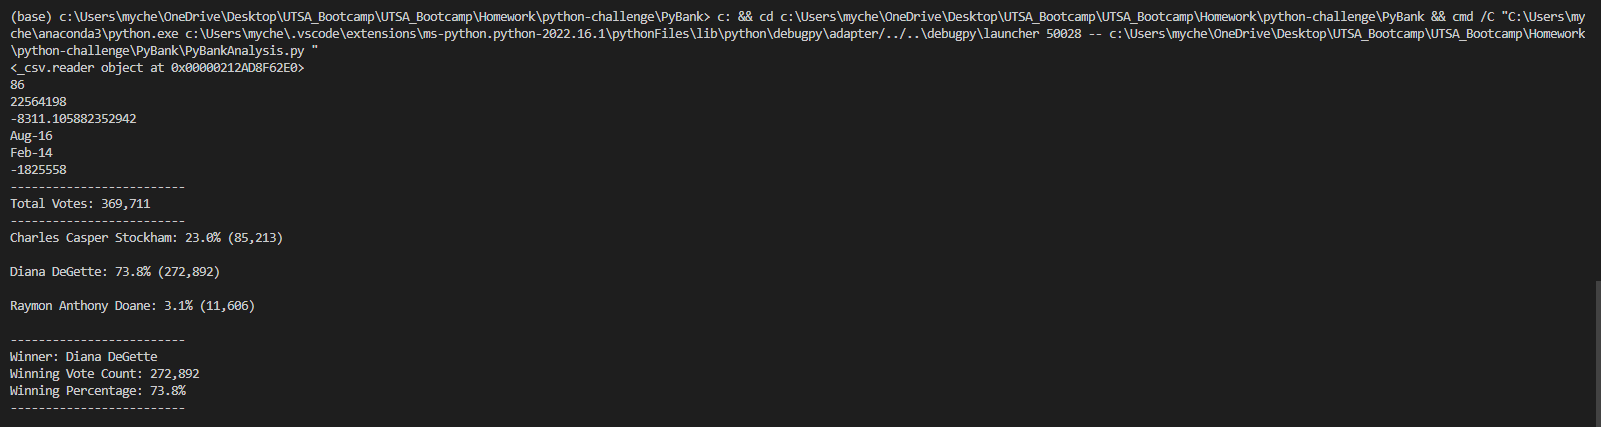 (base) c:\Users\myche\OneDrive\Desktop\UTSA_Bootcamp\UTSA_Bootcamp\Homework\python-challenge\PyBank> c: && cd c:\Users\myche\OneDrive\Desktop\UTSA_Bootcamp\UTSA_Bootcamp\Homework\python-challenge\PyBank && cmd /C "C:\Users\my
che\anaconda3\python.exe c:\Users\myche\.vscode\extensions\ms-python.python-2022.16.1\pythonFiles\lib\python\debugpy\adapter/../..\debugpy\launcher 50028 -- c:\Users\myche\OneDrive\Desktop\UTSA_Bootcamp\UTSA_Bootcamp\Homework
\python-challenge\PyBank\PyBankAnalysis.py "
<_csv.reader object at 0x00000212AD8F62E0>
86
22564198
-8311.105882352942
Aug-16
Feb-14
-1825558
-------------------------
Total Votes: 369,711
-------------------------
Charles Casper Stockham: 23.0% (85,213)
Diana DeGette: 73.8% (272,892)
Raymon Anthony Doane: 3.1% (11,606)
-------------------------
Winner: Diana DeGette
Winning Vote Count: 272,892
Winning Percentage: 73.8%
-------------------------